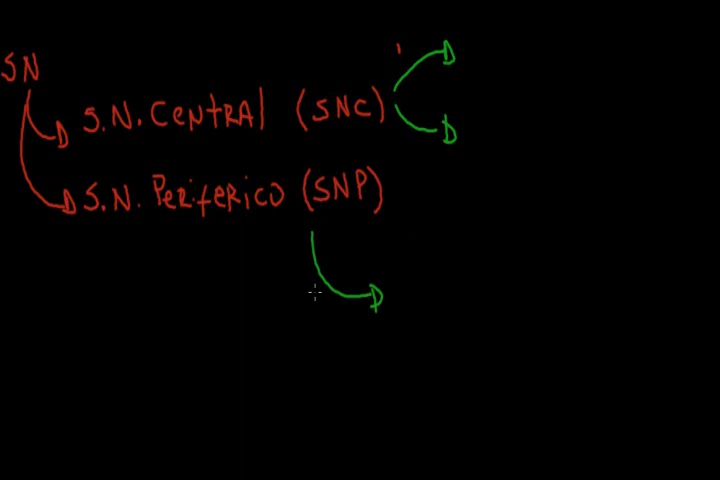 SN
S.N. CENTRAL (SNC)
S.N. PERIFERICO (SNP)